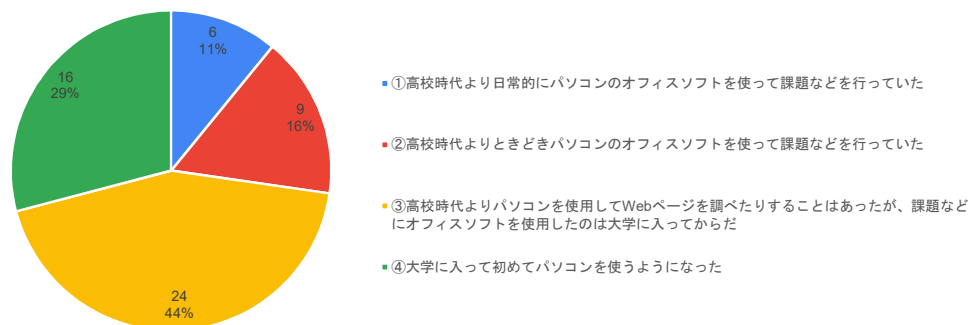 6
11%
9
16%
24
44%
16
29%
①高校時代より日常的にパソコンのオフィスソフトを使って課題などを行っていた
②高校時代よりときどきパソコンのオフィスソフトを使って課題などを行っていた
③高校時代よりパソコンを使用してWebページを調べたりすることはあったが、課題など
にオフィスソフトを使用したのは大学に入ってからだ
④大学に入って初めてパソコンを使うようになった